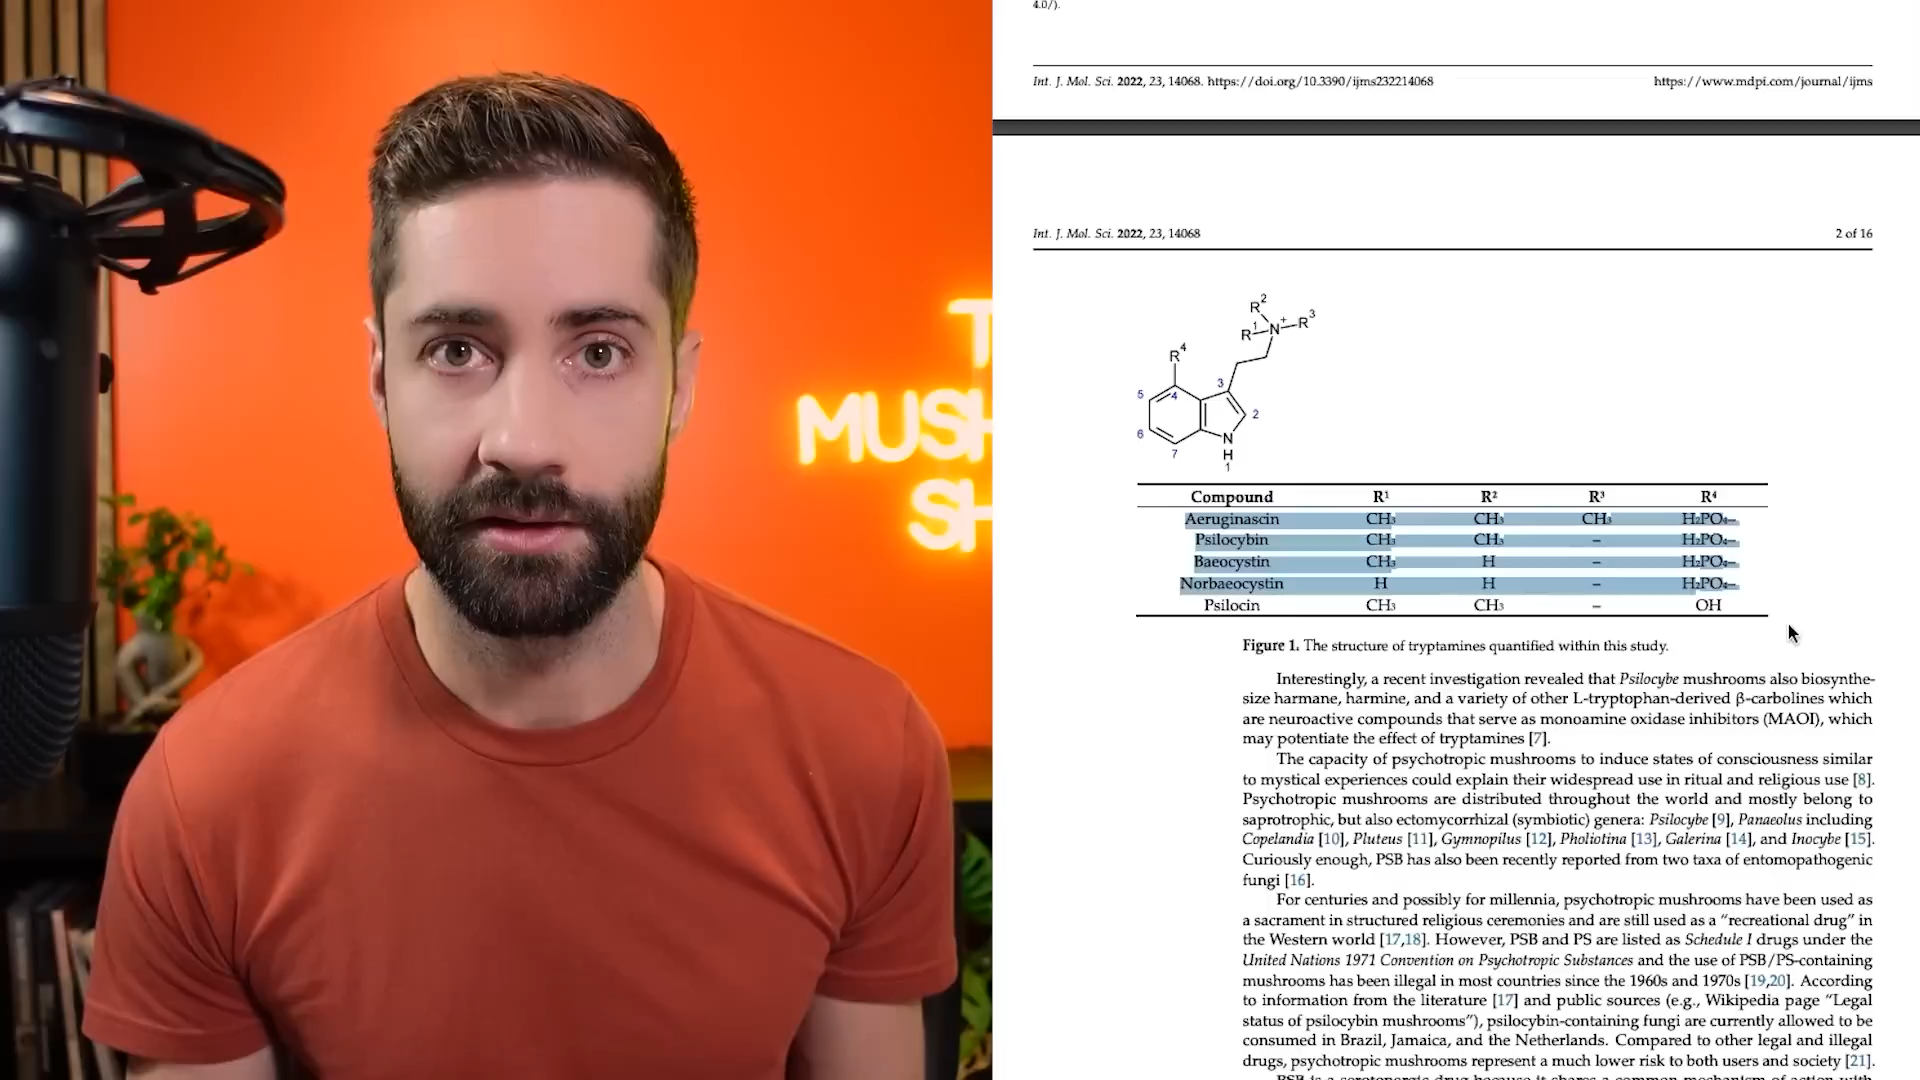 T
MUSH
SH
4.0/).
Int. J. Mol. Sci. 2022, 23, 14068. https://doi.org/10.3390/ijms232214068 https://www.mdpi.com/journal/ijms
Int. J. Mol. Sci. 2022, 23, 14068 2 of 16
R2
R1 N+ R3
R4
3
5 4
2
6
N
7 H
1
Compound R1 R2 R3 R4
Aeruginascin CH3 CH3 CH3 H2PO4–
Psilocybin CH3 CH3 – H2PO4–
Baeocystin CH3 H – H2PO4–
Norbaeocystin H H – H2PO4–
Psilocin CH3 CH3 – OH
Figure 1. The structure of tryptamines quantified within this study.
Interestingly, a recent investigation revealed that Psilocybe mushrooms also biosynthe-
size harmane, harmine, and a variety of other L-tryptophan-derived β-carbolines which
are neuroactive compounds that serve as monoamine oxidase inhibitors (MAOI), which
may potentiate the effect of tryptamines [7].
The capacity of psychotropic mushrooms to induce states of consciousness similar
to mystical experiences could explain their widespread use in ritual and religious use [8].
Psychotropic mushrooms are distributed throughout the world and mostly belong to
saprotrophic, but also ectomycorrhizal (symbiotic) genera: Psilocybe [9], Panaeolus including
Copelandia [10], Pluteus [11], Gymnopilus [12], Pholiotina [13], Galerina [14], and Inocybe [15].
Curiously enough, PSB has also been recently reported from two taxa of entomopathogenic
fungi [16].
For centuries and possibly for millennia, psychotropic mushrooms have been used as
a sacrament in structured religious ceremonies and are still used as a “recreational drug” in
the Western world [17,18]. However, PSB and PS are listed as Schedule I drugs under the
United Nations 1971 Convention on Psychotropic Substances and the use of PSB/PS-containing
mushrooms has been illegal in most countries since the 1960s and 1970s [19,20]. According
to information from the literature [17] and public sources (e.g., Wikipedia page “Legal
status of psilocybin mushrooms”), psilocybin-containing fungi are currently allowed to be
consumed in Brazil, Jamaica, and the Netherlands. Compared to other legal and illegal
drugs, psychotropic mushrooms represent a much lower risk to both users and society [21].
PSB is a serotonergic drug because it shares a common mechanism of action with